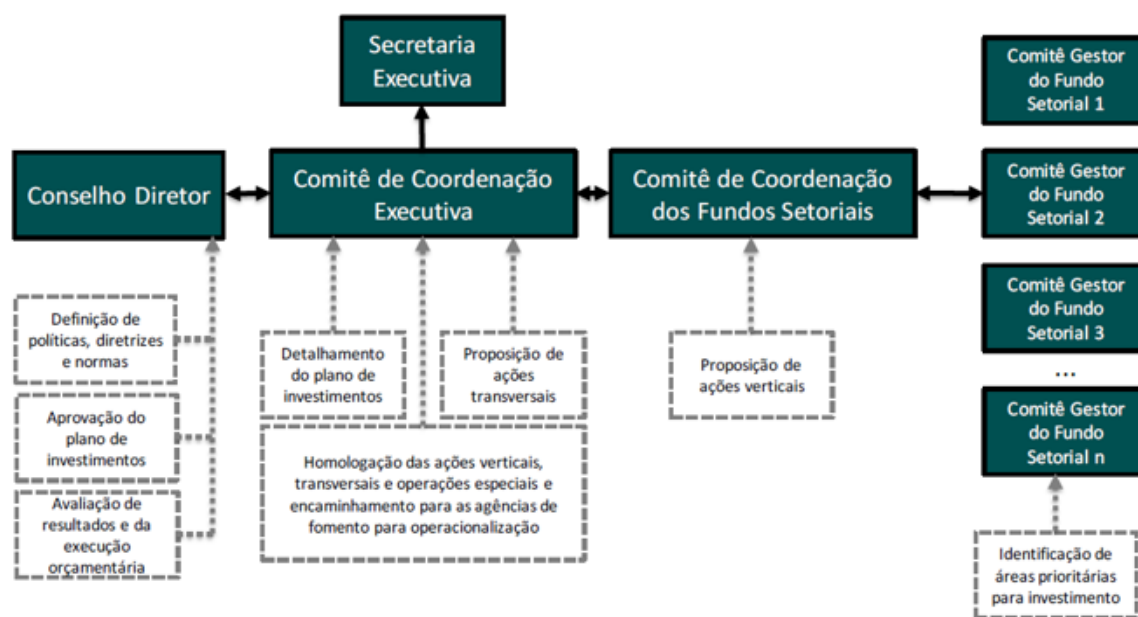 Secretaria
Executiva
Conselho Diretor
Comitê de Coordenação
Executiva
Comitê de Coordenação
dos Fundos Setoriais
Comitê Gestor
do Fundo
Setorial 1
Comitê Gestor
do Fundo
Setorial 2
Comitê Gestor
do Fundo
Setorial 3
...
Comitê Gestor
do Fundo
Setorial n
Definição de
políticas, diretrizes
e normas
Aprovação do
plano de
investimentos
Avaliação de
resultados e da
execução
orçamentária
Detalhamento
do plano de
investimentos
Proposição de
ações
transversais
Homologação das ações verticais,
transversais e operações especiais e
encaminhamento para as agências de
fomento para operacionalização
Proposição de
ações verticais
Identificação de
áreas prioritárias
para investimento